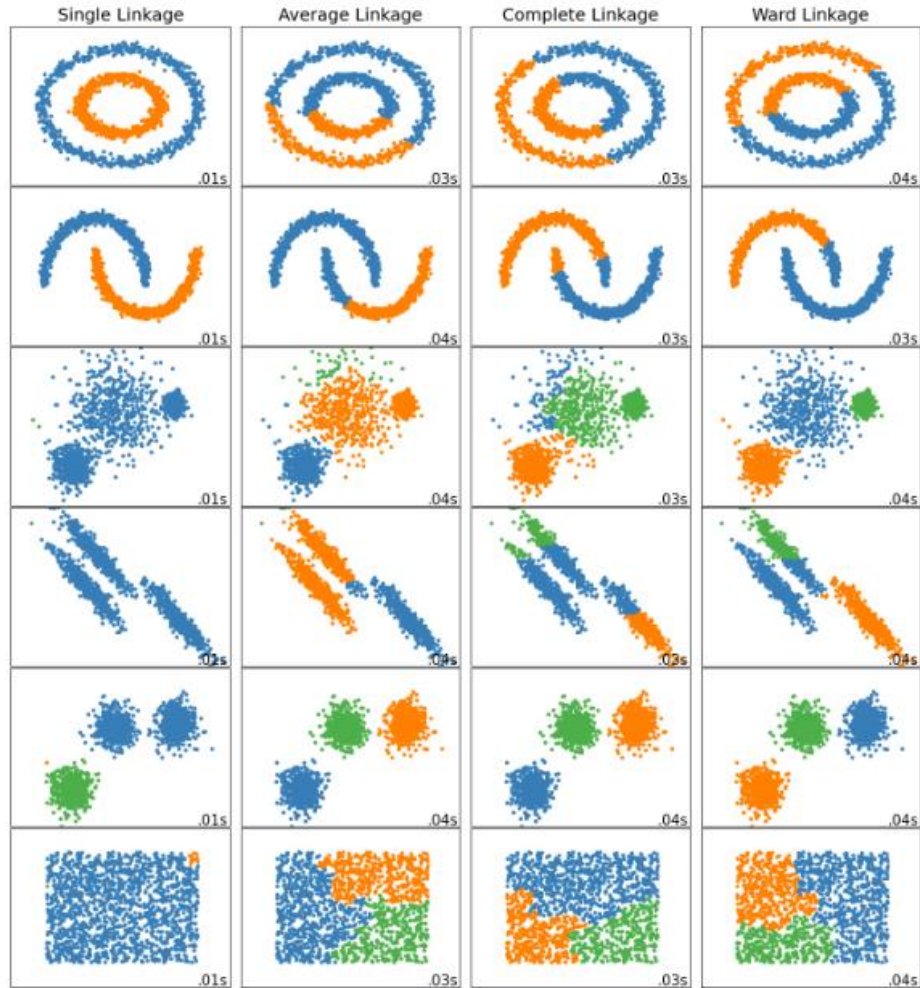 Single Linkage Average Linkage Complete Linkage Ward Linkage
.01s .03s .03s .04s
.01s .04s .03s .03s
.01s .04s .03s .04s
.04s .04s
.01s .04s .04s .04s
.01s .03s .03s .04s